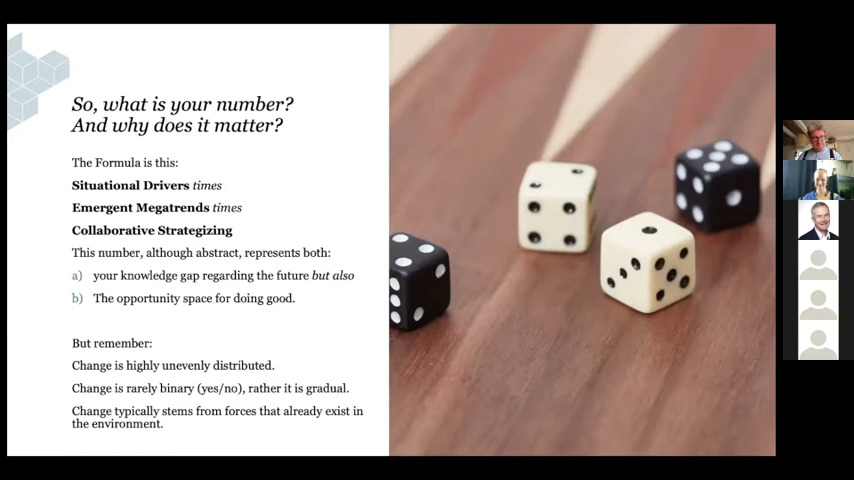 So, what is your number?
And why does it matter?
The Formula is this:
Situational Drivers times
Emergent Megatrends times
Collaborative Strategizing
This number, although abstract, represents both:
a) your knowledge gap regarding the future but also
b) The opportunity space for doing good.
But remember:
Change is highly unevenly distributed.
Change is rarely binary (yes/no), rather it is gradual.
Change typically stems from forces that already exist in
the environment.